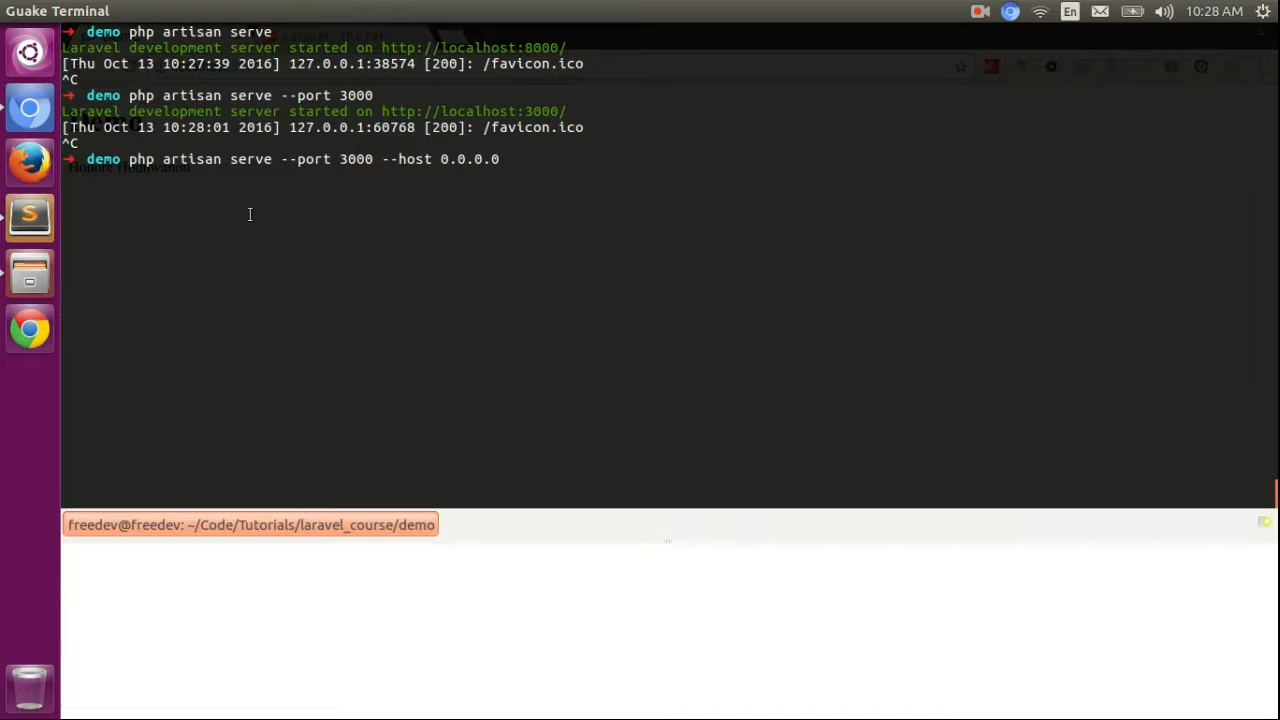 Guake Terminal
En
10:28 AM
➜ demo php artisan serve
Laravel development server started on http://localhost:8000/
[Thu Oct 13 10:27:39 2016] 127.0.0.1:38574 [200]: /favicon.ico
^C
➜ demo php artisan serve --port 3000
Laravel development server started on http://localhost:3000/
[Thu Oct 13 10:28:01 2016] 127.0.0.1:60768 [200]: /favicon.ico
^C
➜ demo php artisan serve --port 3000 --host 0.0.0.0
freedev@freedev: ~/Code/Tutorials/laravel_course/demo